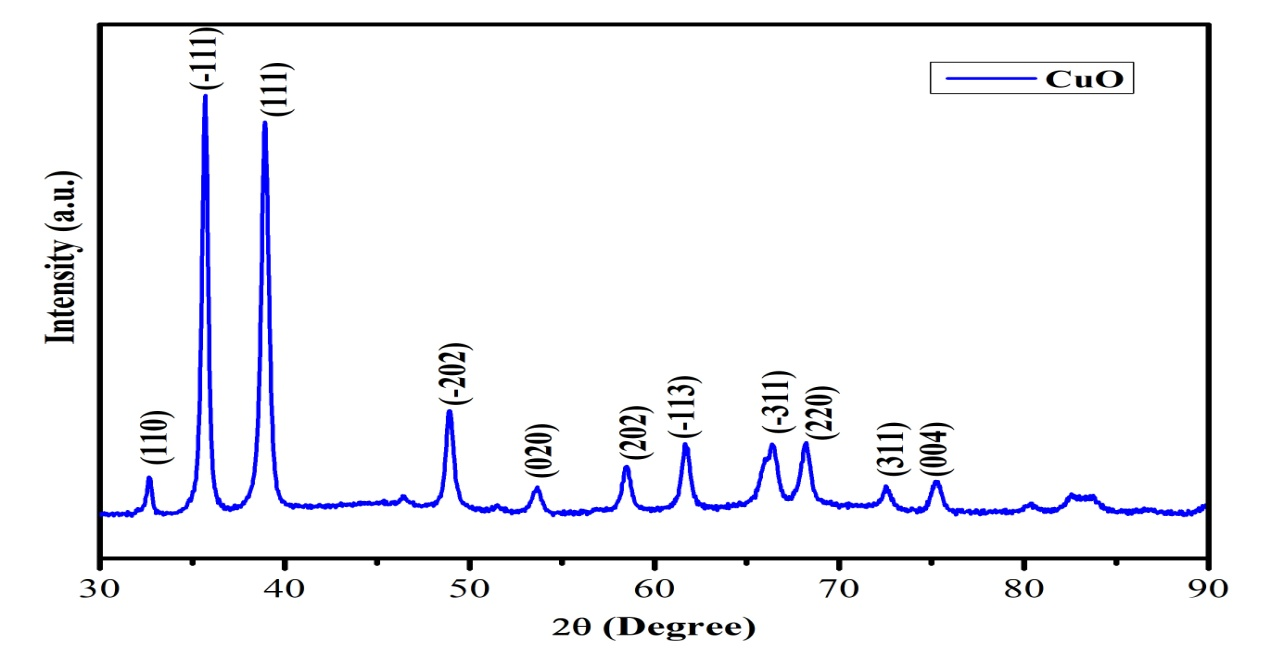 CuO
Intensity (a.u.)
(110)
(-111)
(111)
(-202)
(020)
(202)
(-113)
(-311)
(220)
(311)
(004)
30 40 50 60 70 80 90
2θ (Degree)